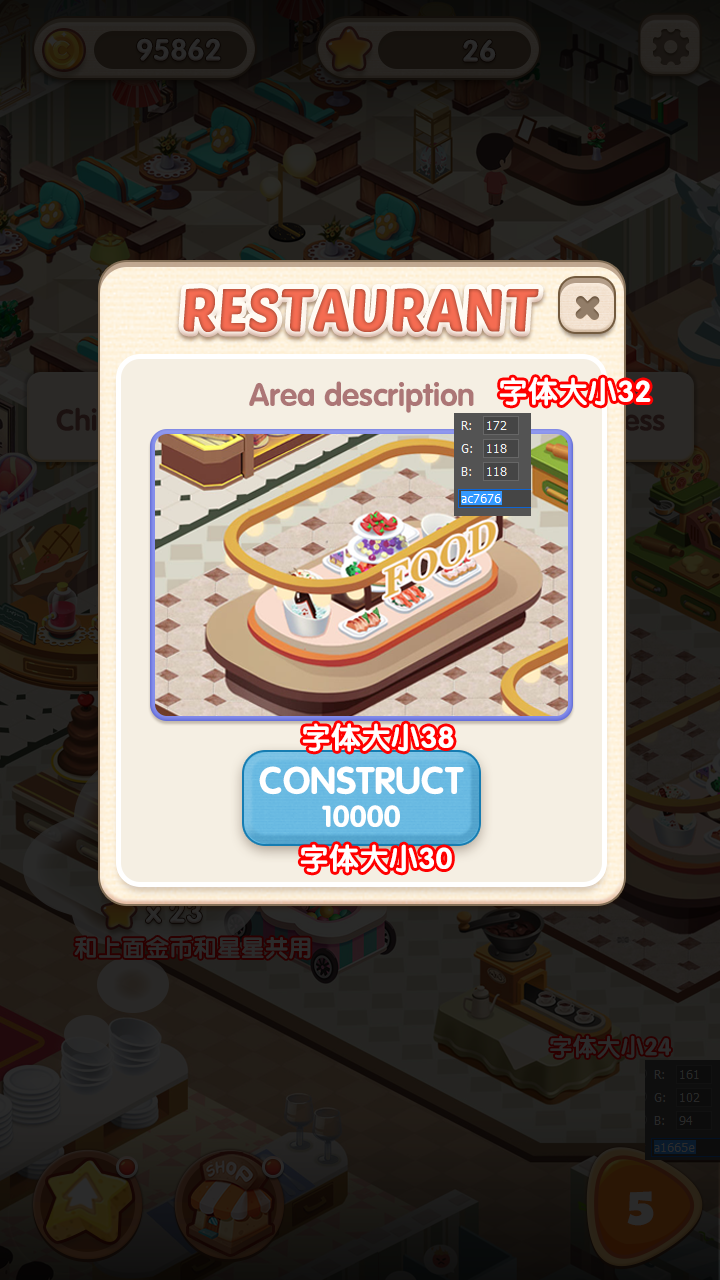 95862
26
RESTAURANT
Area description
字体大小32
Chi
ess
R: 172
G: 118
B: 118
ac7676
FOOD
字体大小38
CONSTRUCT
10000
字体大小30
x 23
和上面金币和星星共用
字体大小24
R: 161
G: 102
B: 94
a1665e
SHOP
5